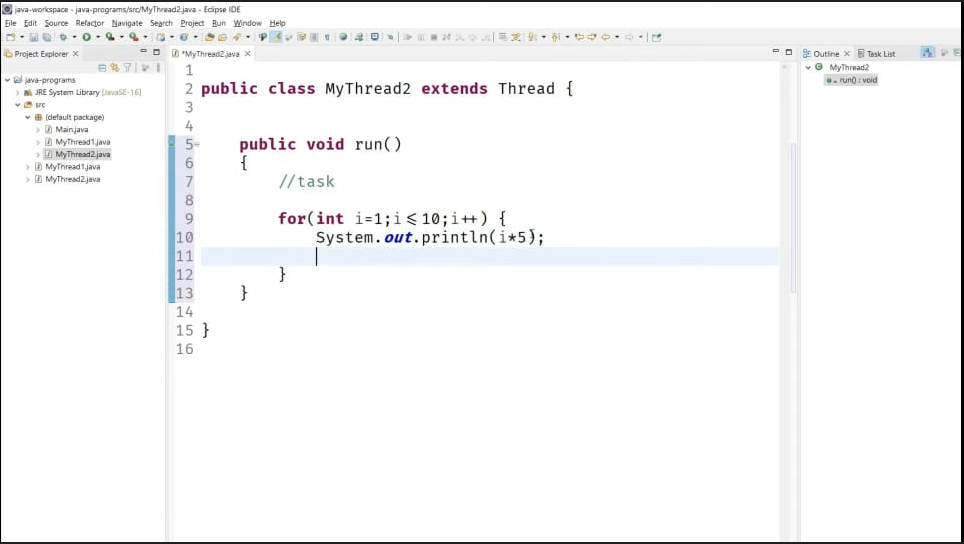 java-workspace - java-programs/src/MyThread2.java - Eclipse IDE
File Edit Source Refactor Navigate Search Project Run Window Help
Project Explorer
java-programs
JRE System Library [JavaSE-16]
src
(default package)
Main.java
MyThread1.java
MyThread2.java
MyThread1.java
MyThread2.java
*MyThread2.java
1
2 public class MyThread2 extends Thread {
3
4
5 public void run()
6 {
7 //task
8
9 for(int i=1;i<=10;i++) {
10 System.out.println(i*5);
11
12 }
13 }
14
15 }
16
Outline Task List
MyThread2
run() : void